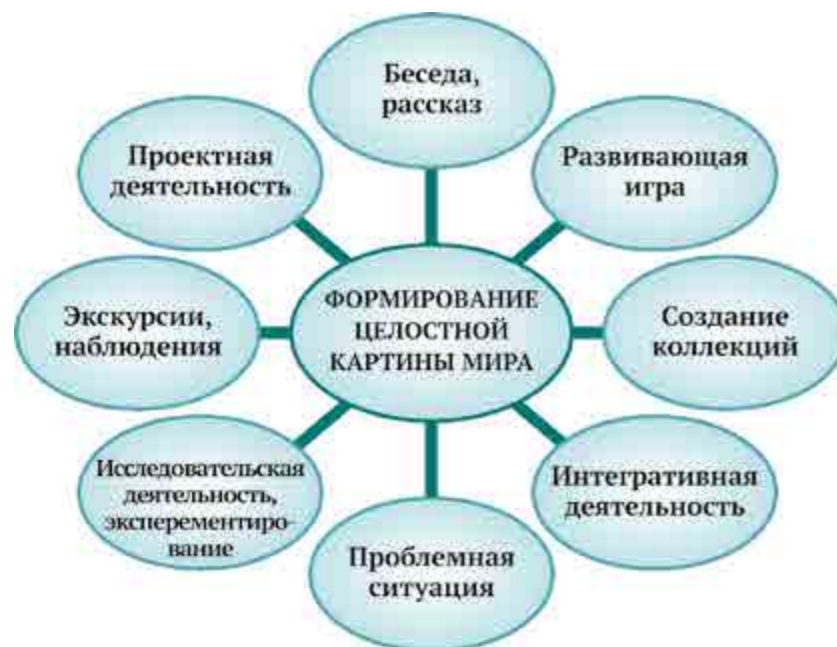 Беседа,
рассказ
Проектная
деятельность
Развивающая
игра
Экскурсии,
наблюдения
ФОРМИРОВАНИЕ
ЦЕЛОСТНОЙ
КАРТИНЫ МИРА
Создание
коллекций
Исследовательская
деятельность,
эксперементиро-
вание
Интегративная
деятельность
Проблемная
ситуация